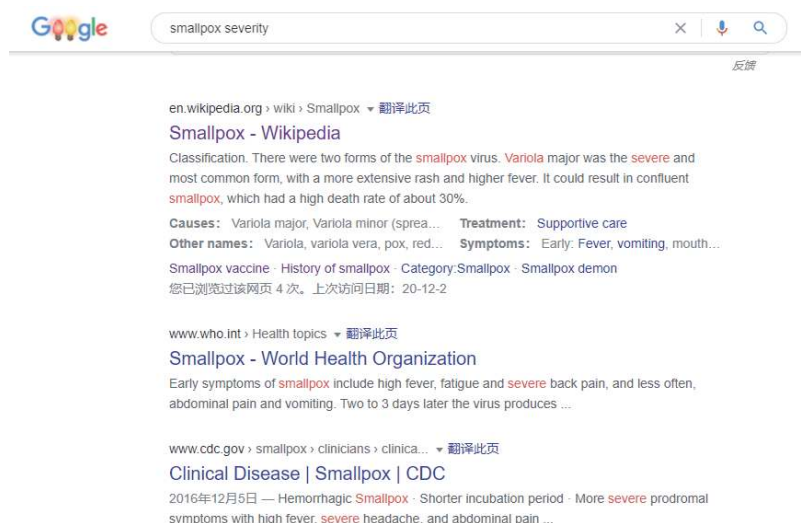 Google
smallpox severity
反馈
en.wikipedia.org › wiki › Smallpox ▾ 翻译此页
Smallpox - Wikipedia
Classification. There were two forms of the smallpox virus. Variola major was the severe and
most common form, with a more extensive rash and higher fever. It could result in confluent
smallpox, which had a high death rate of about 30%.
Causes： Variola major, Variola minor (sprea… Treatment： Supportive care
Other names： Variola, variola vera, pox, red… Symptoms： Early: Fever, vomiting, mouth…
Smallpox vaccine · History of smallpox · Category:Smallpox · Smallpox demon
您已浏览过该网页 4 次。上次访问日期：20-12-2
www.who.int › Health topics ▾ 翻译此页
Smallpox - World Health Organization
Early symptoms of smallpox include high fever, fatigue and severe back pain, and less often,
abdominal pain and vomiting. Two to 3 days later the virus produces ...
www.cdc.gov › smallpox › clinicians › clinica... ▾ 翻译此页
Clinical Disease | Smallpox | CDC
2016年12月5日 — Hemorrhagic Smallpox · Shorter incubation period · More severe prodromal
symptoms with high fever, severe headache, and abdominal pain ...